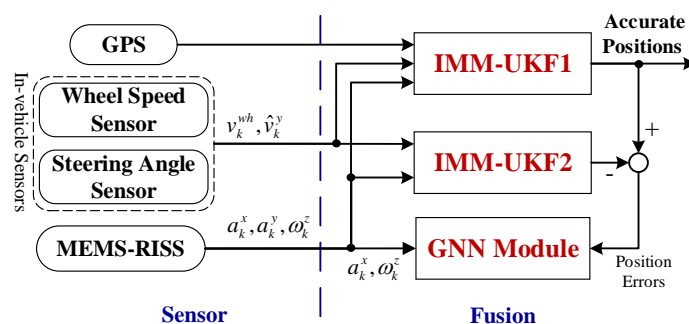 GPS
In-vehicle Sensors
Wheel Speed
Sensor
Steering Angle
Sensor
MEMS-RISS
v_k^{wh}, \hat{v}_k^y
a_k^x, a_k^y, ω_k^z
a_k^x, ω_k^z
IMM-UKF1
IMM-UKF2
GNN Module
Accurate
Positions
+
-
Position
Errors
Sensor
Fusion